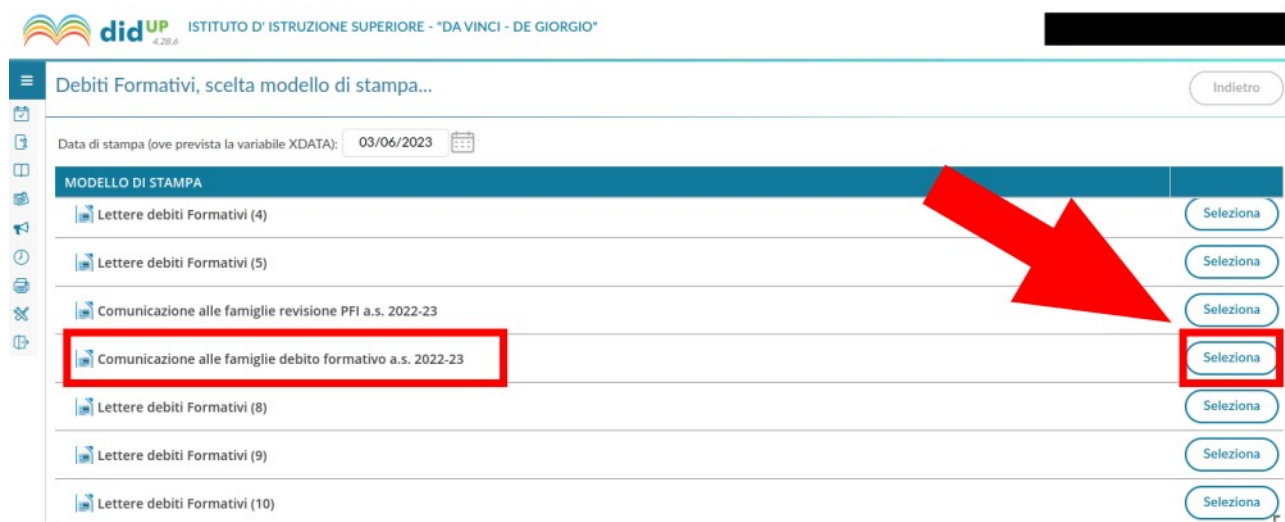 didUP 4.28.6 ISTITUTO D' ISTRUZIONE SUPERIORE - "DA VINCI - DE GIORGIO"
Debiti Formativi, scelta modello di stampa... Indietro
Data di stampa (ove prevista la variabile XDATA): 03/06/2023
MODELLO DI STAMPA
Lettere debiti Formativi (4) Seleziona
Lettere debiti Formativi (5) Seleziona
Comunicazione alle famiglie revisione PFI a.s. 2022-23 Seleziona
Comunicazione alle famiglie debito formativo a.s. 2022-23 Seleziona
Lettere debiti Formativi (8) Seleziona
Lettere debiti Formativi (9) Seleziona
Lettere debiti Formativi (10) Seleziona